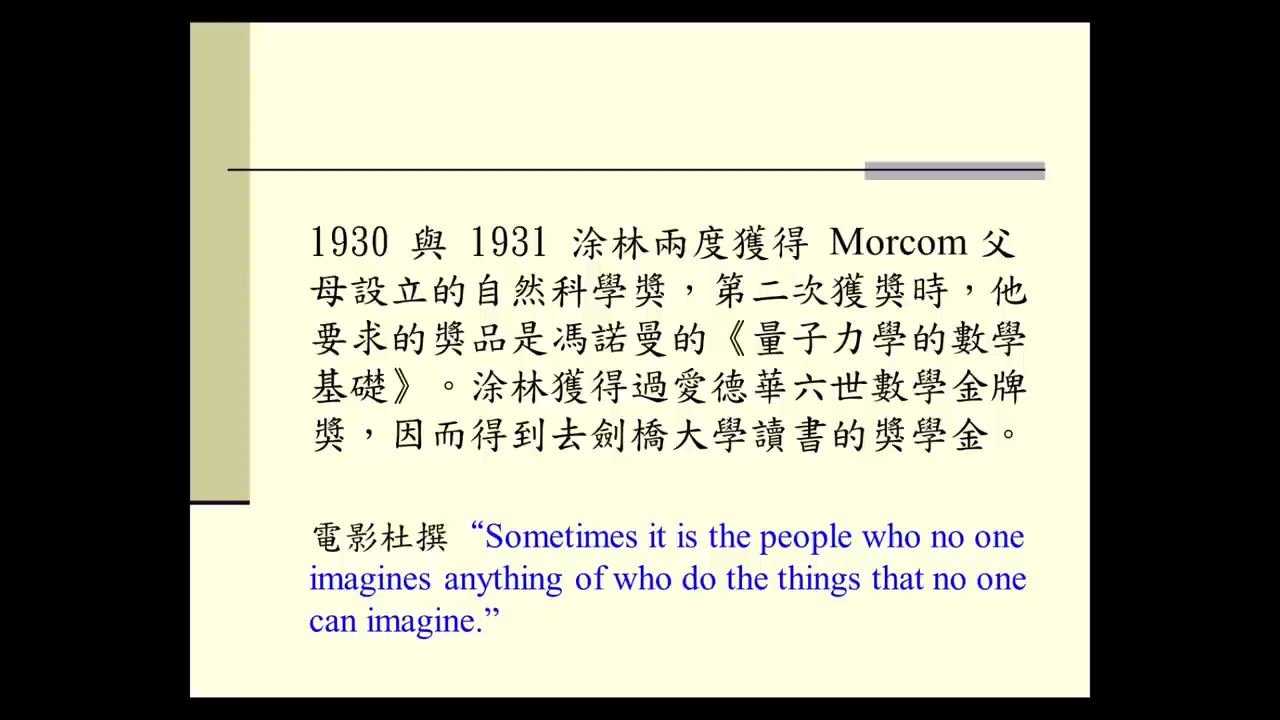 1930 與 1931 涂林兩度獲得 Morcom 父
母設立的自然科學獎，第二次獲獎時，他
要求的獎品是馮諾曼的《量子力學的數學
基礎》。涂林獲得過愛德華六世數學金牌
獎，因而得到去劍橋大學讀書的獎學金。
電影杜撰 “Sometimes it is the people who no one
imagines anything of who do the things that no one
can imagine.”